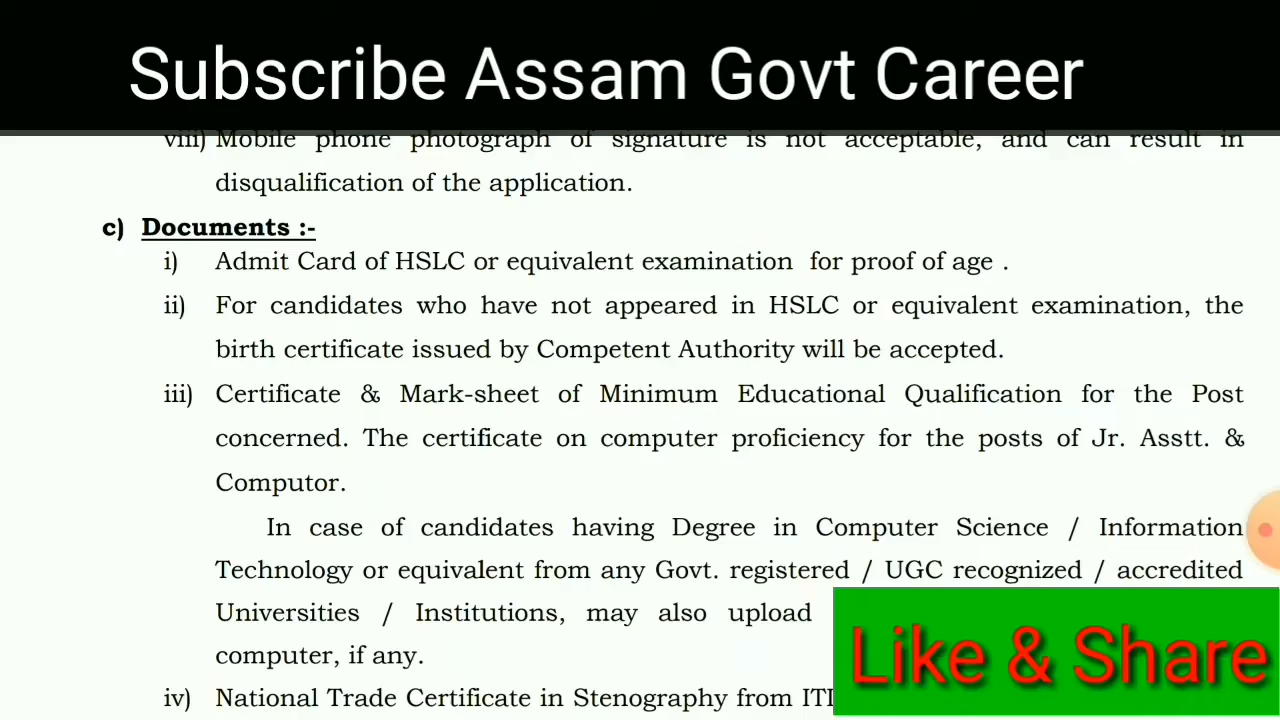 Subscribe Assam Govt Career
viii) Mobile phone photograph of signature is not acceptable, and can result in
disqualification of the application.
c) Documents :-
i) Admit Card of HSLC or equivalent examination for proof of age .
ii) For candidates who have not appeared in HSLC or equivalent examination, the
birth certificate issued by Competent Authority will be accepted.
iii) Certificate & Mark-sheet of Minimum Educational Qualification for the Post
concerned. The certificate on computer proficiency for the posts of Jr. Asstt. &
Computor.
In case of candidates having Degree in Computer Science / Information
Technology or equivalent from any Govt. registered / UGC recognized / accredited
Universities / Institutions, may also upload
computer, if any.
iv) National Trade Certificate in Stenography from ITI
Like & Share